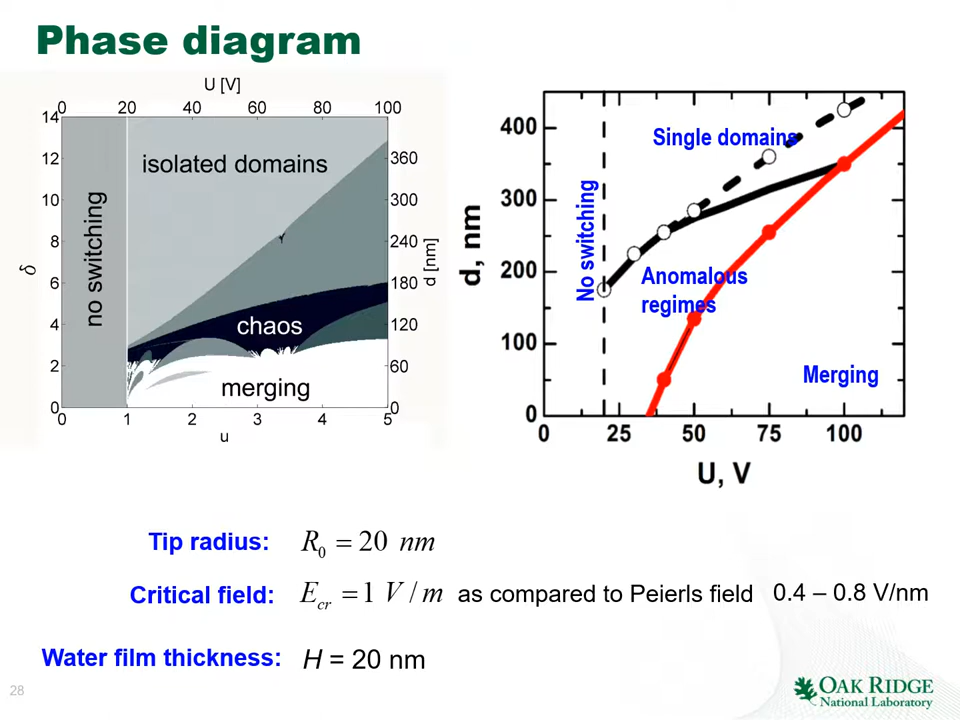 Phase diagram
U [V]
0 20 40 60 80 100
14
12
10
8
6
4
2
0
δ
no switching
isolated domains
chaos
merging
360
300
240
180
120
60
0
d [nm]
0 1 2 3 4 5
u
400
300
200
100
0
d, nm
No switching
Single domains
Anomalous
regimes
Merging
0 25 50 75 100
U, V
Tip radius: R₀ = 20 nm
Critical field: E_cr = 1 V / m as compared to Peierls field 0.4 – 0.8 V/nm
Water film thickness: H = 20 nm
28
OAK RIDGE
National Laboratory